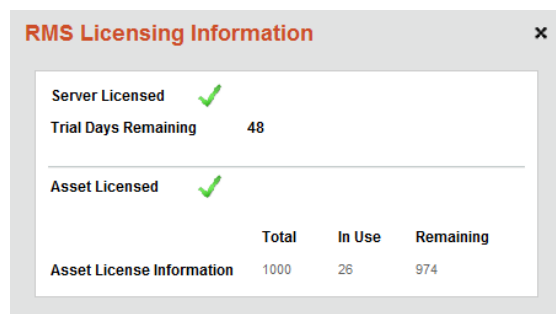 RMS Licensing Information
Server Licensed
Trial Days Remaining 48
Asset Licensed
Total In Use Remaining
Asset License Information 1000 26 974